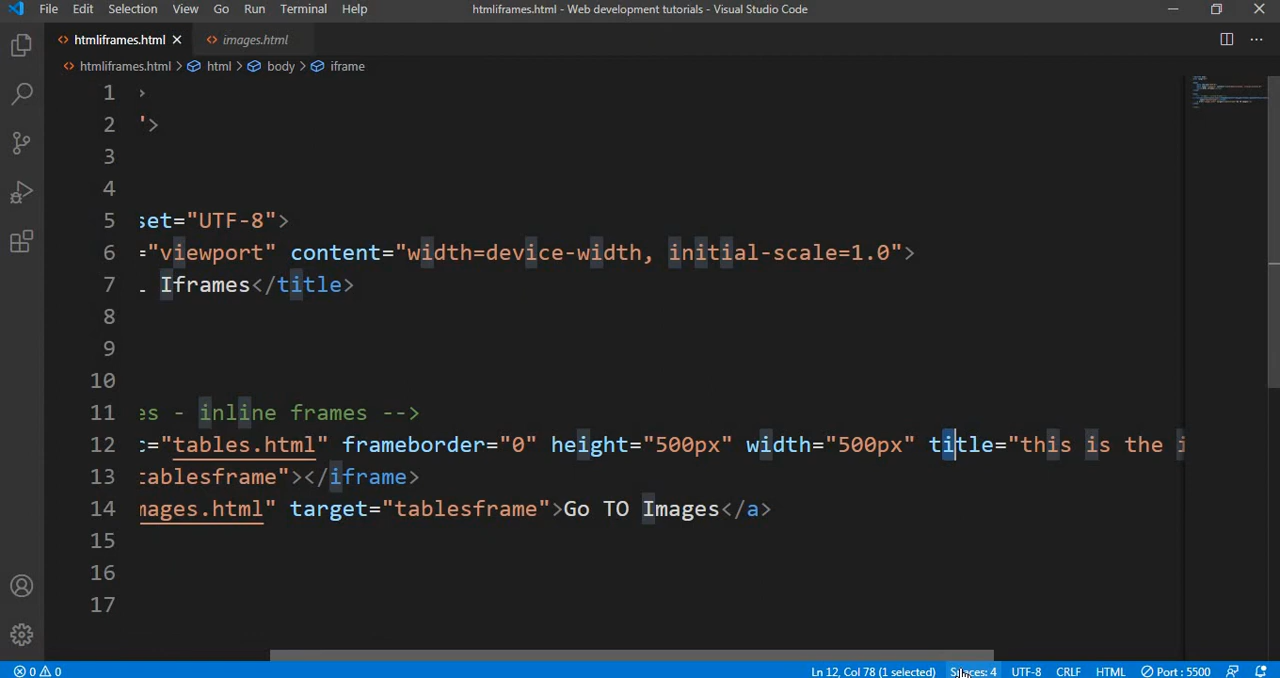 File Edit Selection View Go Run Terminal Help htmliframes.html - Web development tutorials - Visual Studio Code
htmliframes.html images.html
htmliframes.html > html > body > iframe
1 >
2 ">
3
4
5 set="UTF-8">
6 ="viewport" content="width=device-width, initial-scale=1.0">
7 Iframes</title>
8
9
10
11 es - inline frames -->
12 c="tables.html" frameborder="0" height="500px" width="500px" title="this is the i
13 tablesframe"></iframe>
14 mages.html" target="tablesframe">Go TO Images</a>
15
16
17
0 0 Ln 12, Col 78 (1 selected) Spaces: 4 UTF-8 CRLF HTML Port : 5500